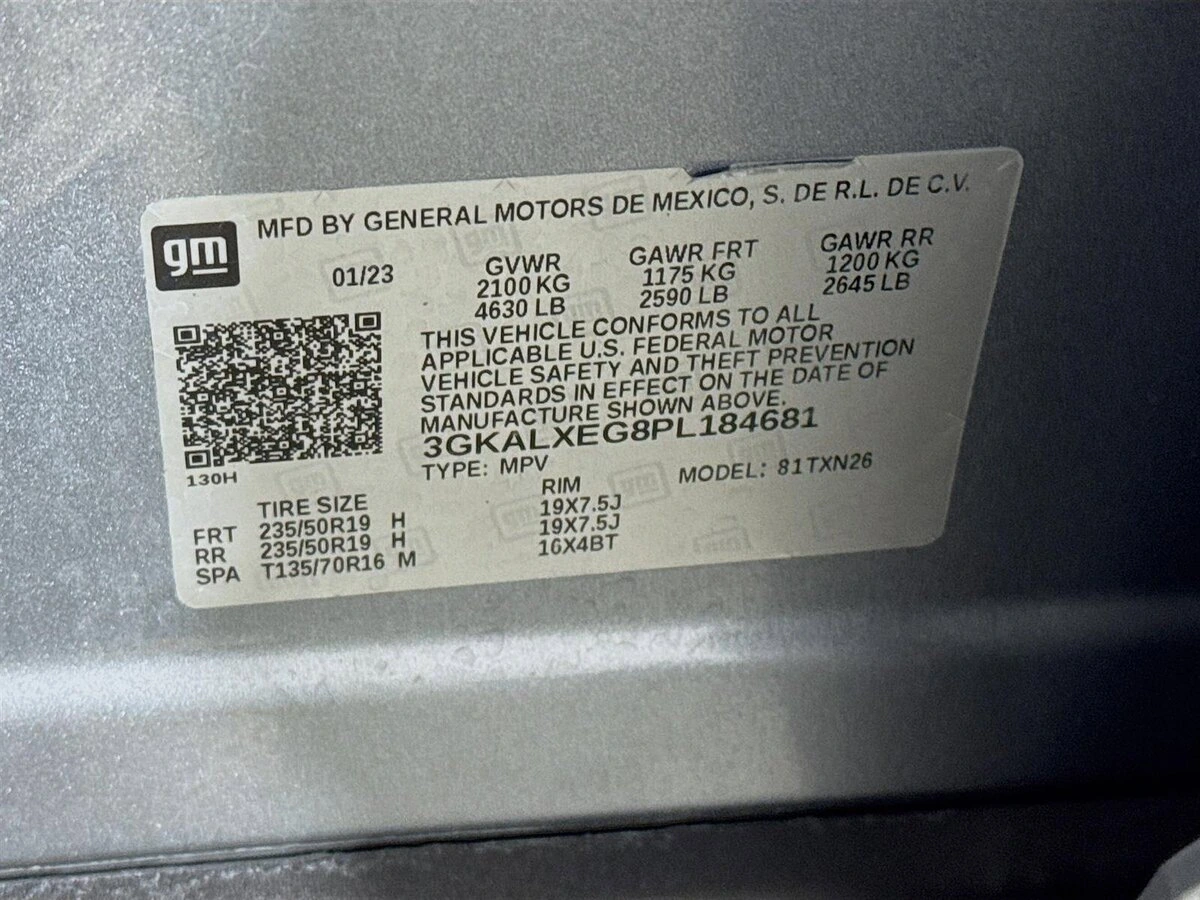 gm
MFD BY GENERAL MOTORS DE MEXICO, S. DE R.L. DE C.V.
01/23
GVWR
2100 KG
4630 LB
GAWR FRT
1175 KG
2590 LB
GAWR RR
1200 KG
2645 LB
THIS VEHICLE CONFORMS TO ALL
APPLICABLE U.S. FEDERAL MOTOR
VEHICLE SAFETY AND THEFT PREVENTION
STANDARDS IN EFFECT ON THE DATE OF
MANUFACTURE SHOWN ABOVE.
3GKALXEG8PL184681
TYPE: MPV
MODEL: 81TXN26
130H
TIRE SIZE RIM
FRT 235/50R19 H 19X7.5J
RR 235/50R19 H 19X7.5J
SPA T135/70R16 M 16X4BT